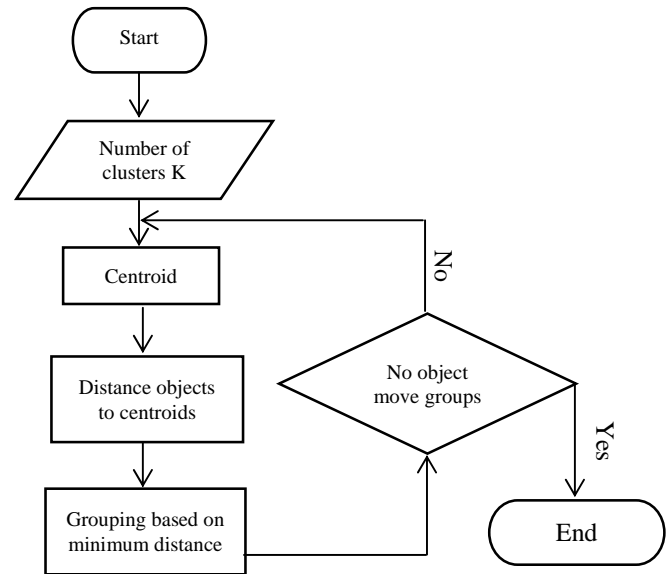 Start
Number of
clusters K
Centroid
Distance objects
to centroids
Grouping based on
minimum distance
No object
move groups
No
Yes
End